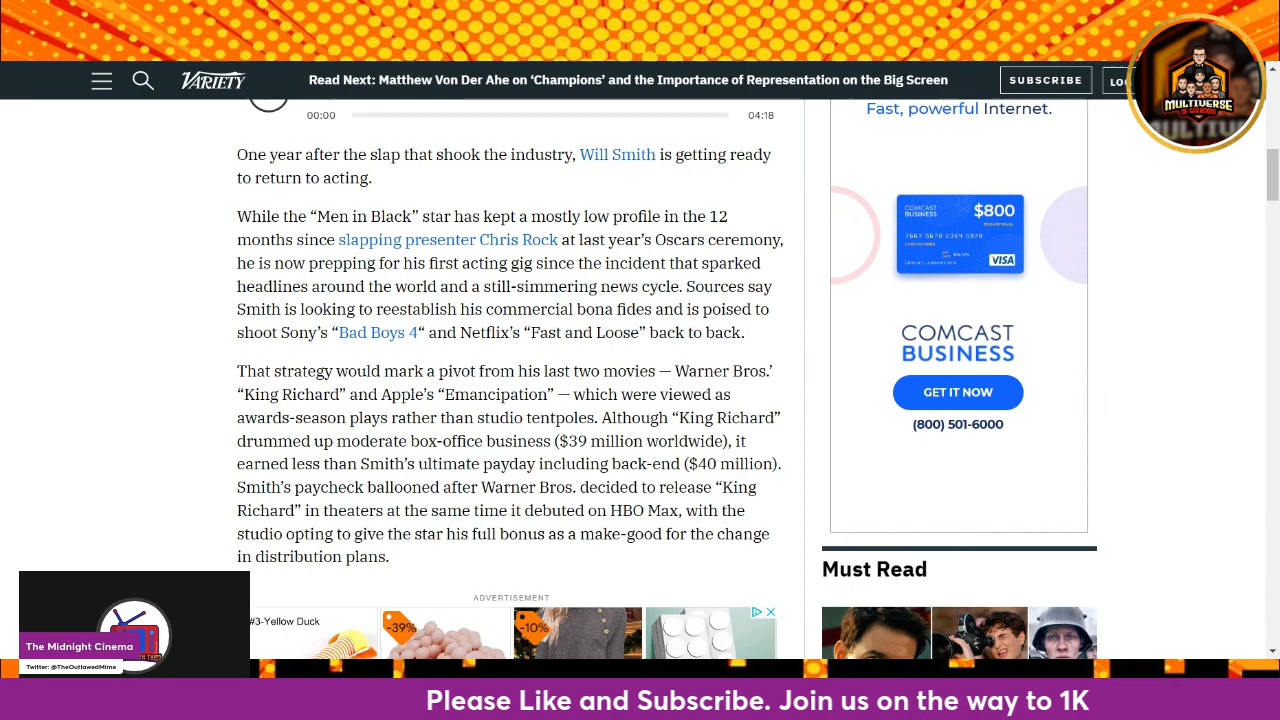 VARIETY
Read Next: Matthew Von Der Ahe on ‘Champions’ and the Importance of Representation on the Big Screen
SUBSCRIBE
MULTIVERSE
00:00
04:18
One year after the slap that shook the industry, Will Smith is getting ready
to return to acting.
While the “Men in Black” star has kept a mostly low profile in the 12
months since slapping presenter Chris Rock at last year’s Oscars ceremony,
he is now prepping for his first acting gig since the incident that sparked
headlines around the world and a still-simmering news cycle. Sources say
Smith is looking to reestablish his commercial bona fides and is poised to
shoot Sony’s “Bad Boys 4“ and Netflix’s “Fast and Loose” back to back.
That strategy would mark a pivot from his last two movies — Warner Bros.’
“King Richard” and Apple’s “Emancipation” — which were viewed as
awards-season plays rather than studio tentpoles. Although “King Richard”
drummed up moderate box-office business ($39 million worldwide), it
earned less than Smith’s ultimate payday including back-end ($40 million).
Smith’s paycheck ballooned after Warner Bros. decided to release “King
Richard” in theaters at the same time it debuted on HBO Max, with the
studio opting to give the star his full bonus as a make-good for the change
in distribution plans.
ADVERTISEMENT
#3-Yellow Duck
-39%
-10%
Fast, powerful Internet.
COMCAST
BUSINESS
$800
VISA
COMCAST
BUSINESS
GET IT NOW
(800) 501-6000
Must Read
The Midnight Cinema
Twitter: @TheOutlawedMime
Please Like and Subscribe. Join us on the way to 1K